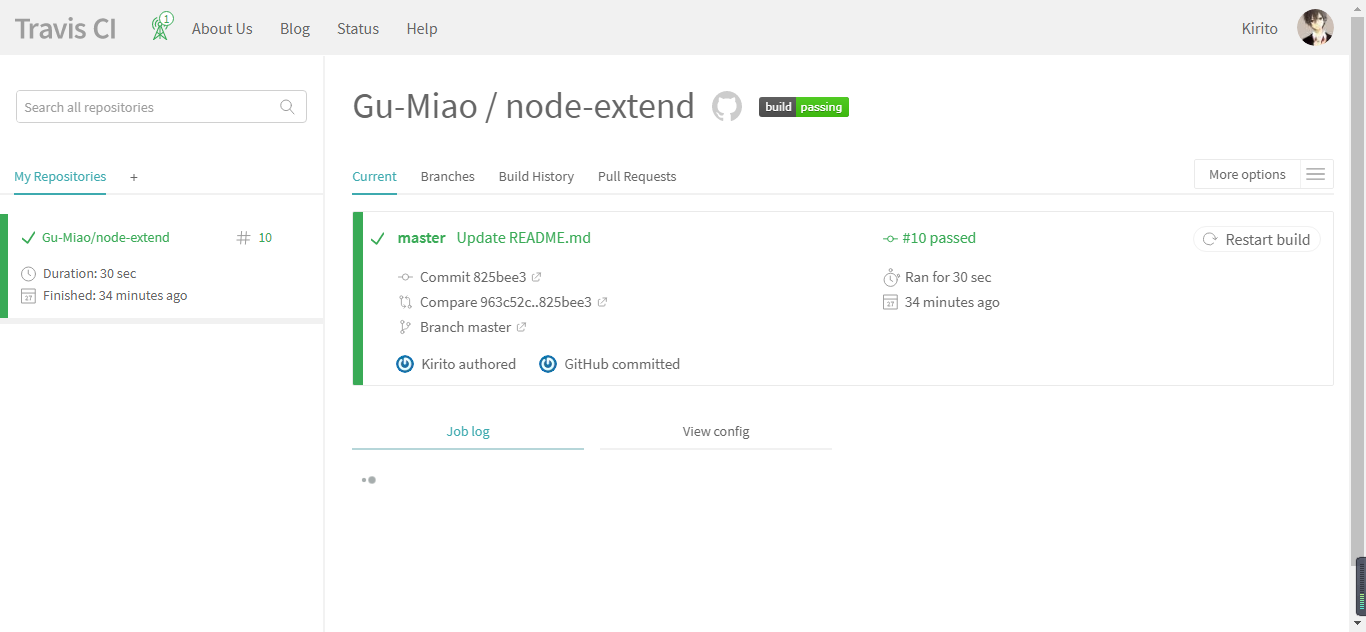 Travis CI 1 About Us Blog Status Help Kirito
Search all repositories
Gu-Miao / node-extend build passing
My Repositories +
Current Branches Build History Pull Requests More options
Gu-Miao/node-extend # 10
Duration: 30 sec
27 Finished: 34 minutes ago
master Update README.md #10 passed Restart build
Commit 825bee3 Ran for 30 sec
Compare 963c52c..825bee3 27 34 minutes ago
Branch master
Kirito authored GitHub committed
Job log View config